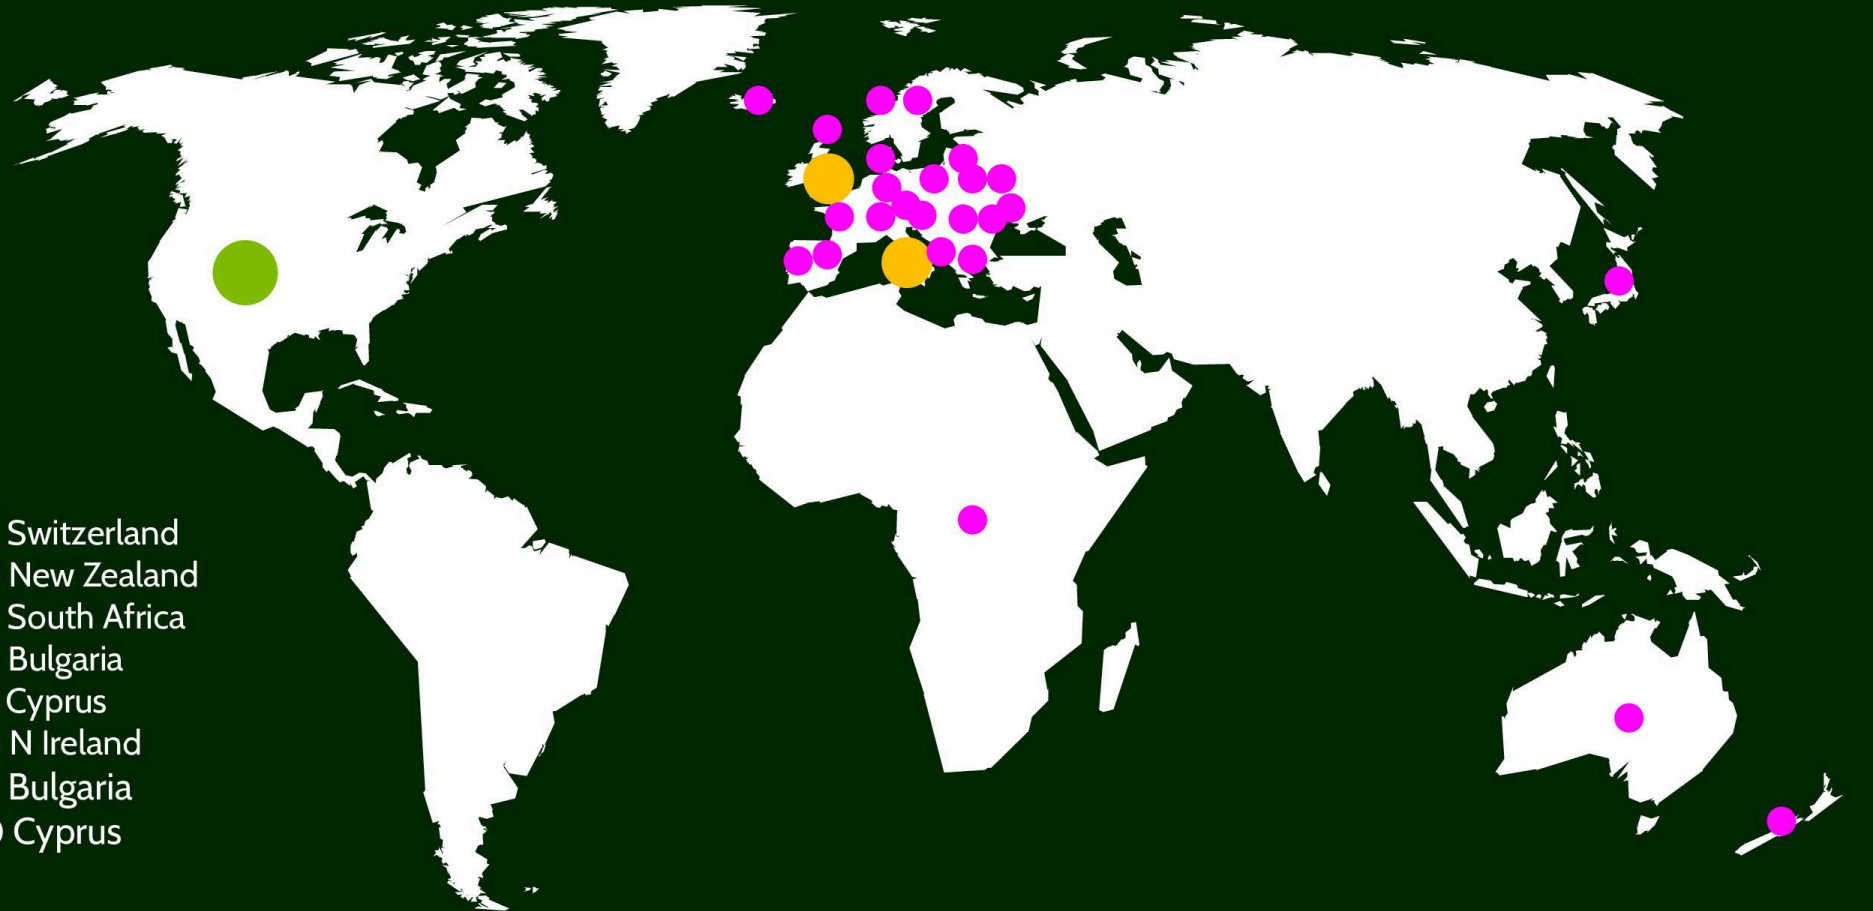 Switzerland
New Zealand
South Africa
Bulgaria
Cyprus
N Ireland
Bulgaria
Cyprus